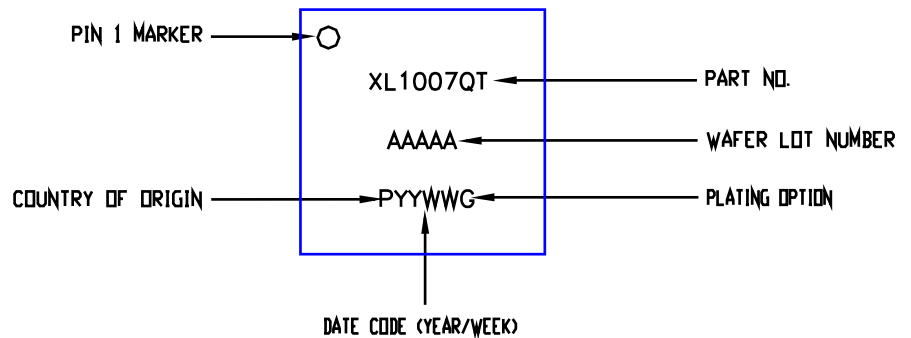 PIN 1 MARKER
XL1007QT
PART NO.
AAAAA
WAFER LOT NUMBER
COUNTRY OF ORIGIN
PYYWWG
PLATING OPTION
DATE CODE (YEAR/WEEK)